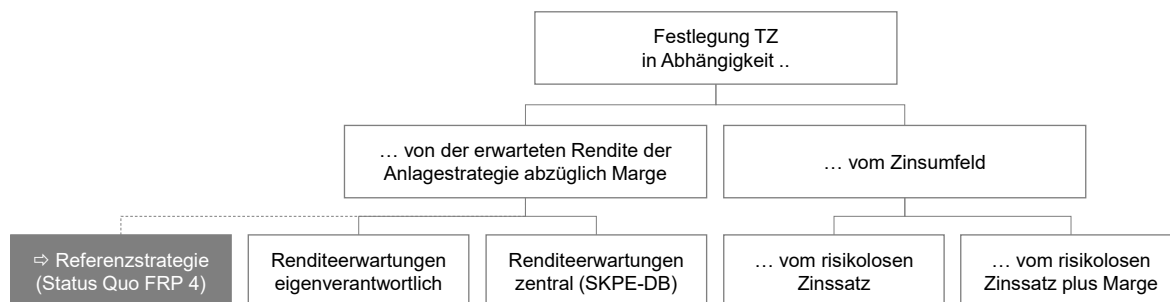 Festlegung TZ
in Abhängigkeit ..
… von der erwarteten Rendite der
Anlagestrategie abzüglich Marge
… vom Zinsumfeld
⇨ Referenzstrategie
(Status Quo FRP 4)
Renditeerwartungen
eigenverantwortlich
Renditeerwartungen
zentral (SKPE-DB)
… vom risikolosen
Zinssatz
… vom risikolosen
Zinssatz plus Marge